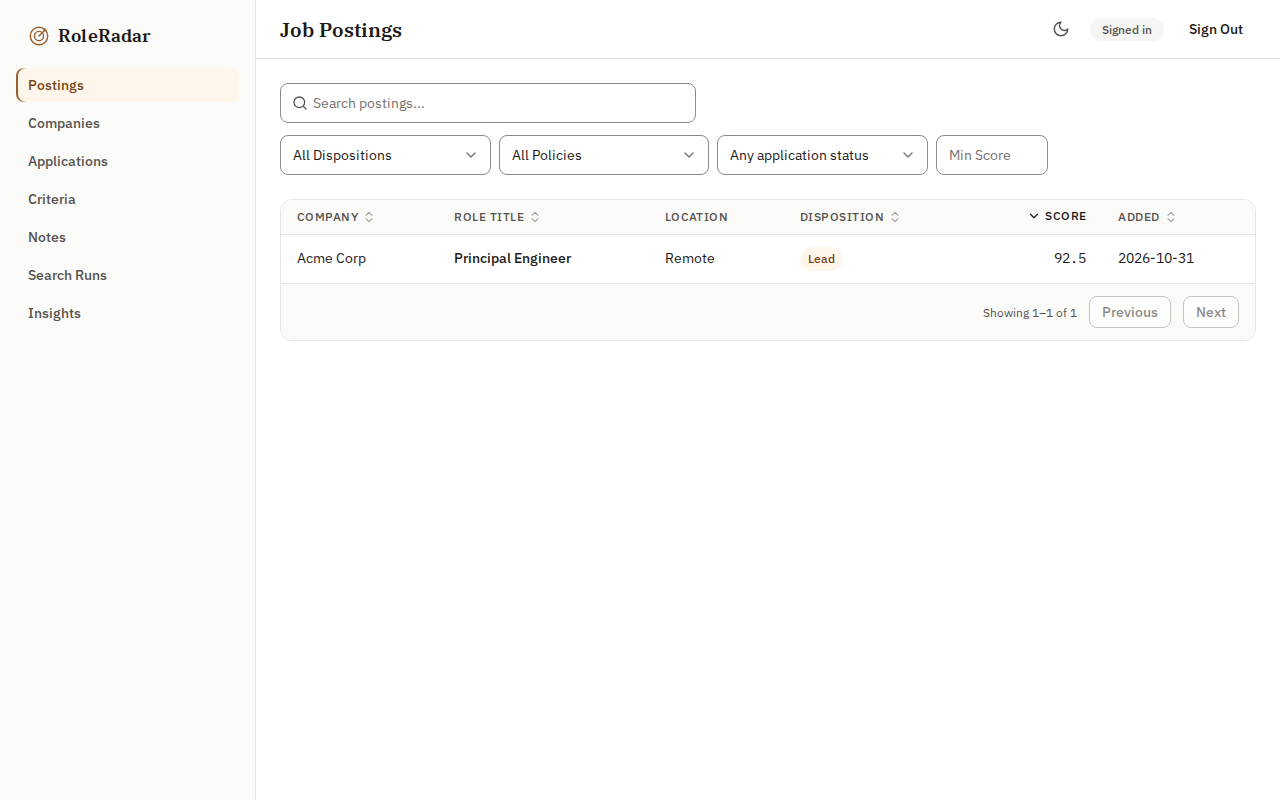 RoleRadar
Postings
Companies
Applications
Criteria
Notes
Search Runs
Insights
Job Postings
Signed in
Sign Out
Search postings...
All Dispositions
All Policies
Any application status
Min Score
COMPANY ROLE TITLE LOCATION DISPOSITION SCORE ADDED
Acme Corp Principal Engineer Remote Lead 92.5 2026-10-31
Showing 1–1 of 1 Previous Next